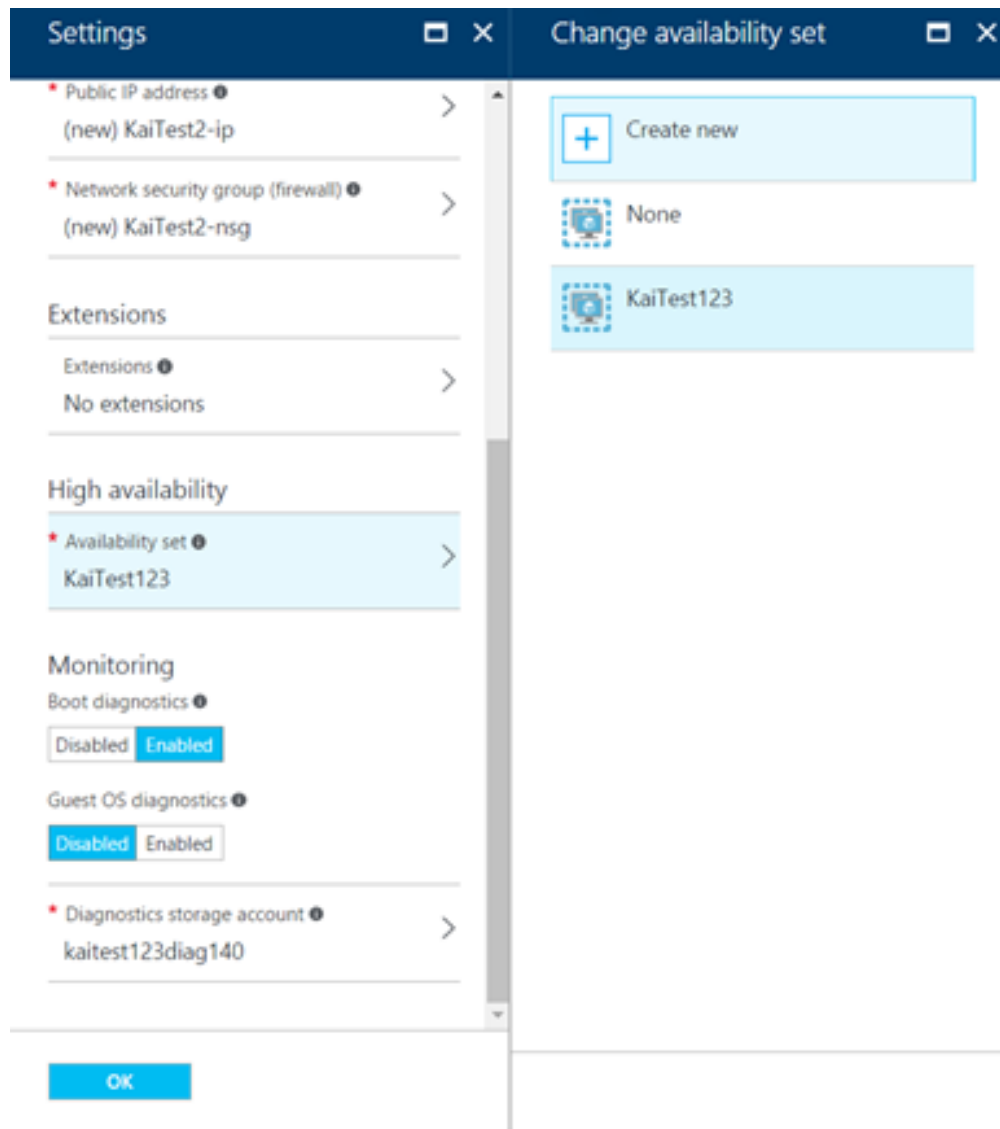 Settings
* Public IP address
(new) KaiTest2-ip
* Network security group (firewall)
(new) KaiTest2-nsg
Extensions
Extensions
No extensions
High availability
* Availability set
KaiTest123
Monitoring
Boot diagnostics
Disabled Enabled
Guest OS diagnostics
Disabled Enabled
* Diagnostics storage account
kaitest123diag140
OK
Change availability set
Create new
None
KaiTest123